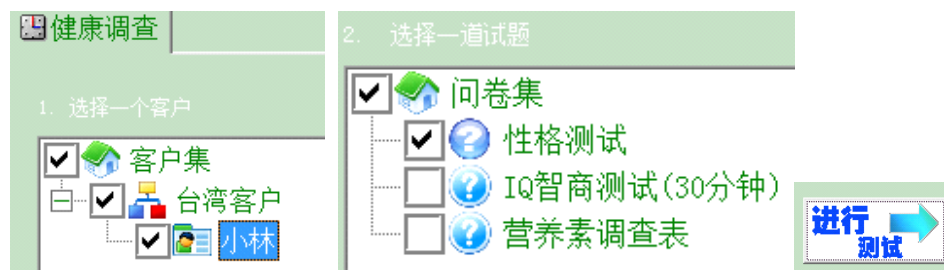 健康调查
1. 选择一个客户
客户集
台湾客户
小林
2. 选择一道试题
问卷集
性格测试
IQ智商测试(30分钟)
营养素调查表
进行
测试